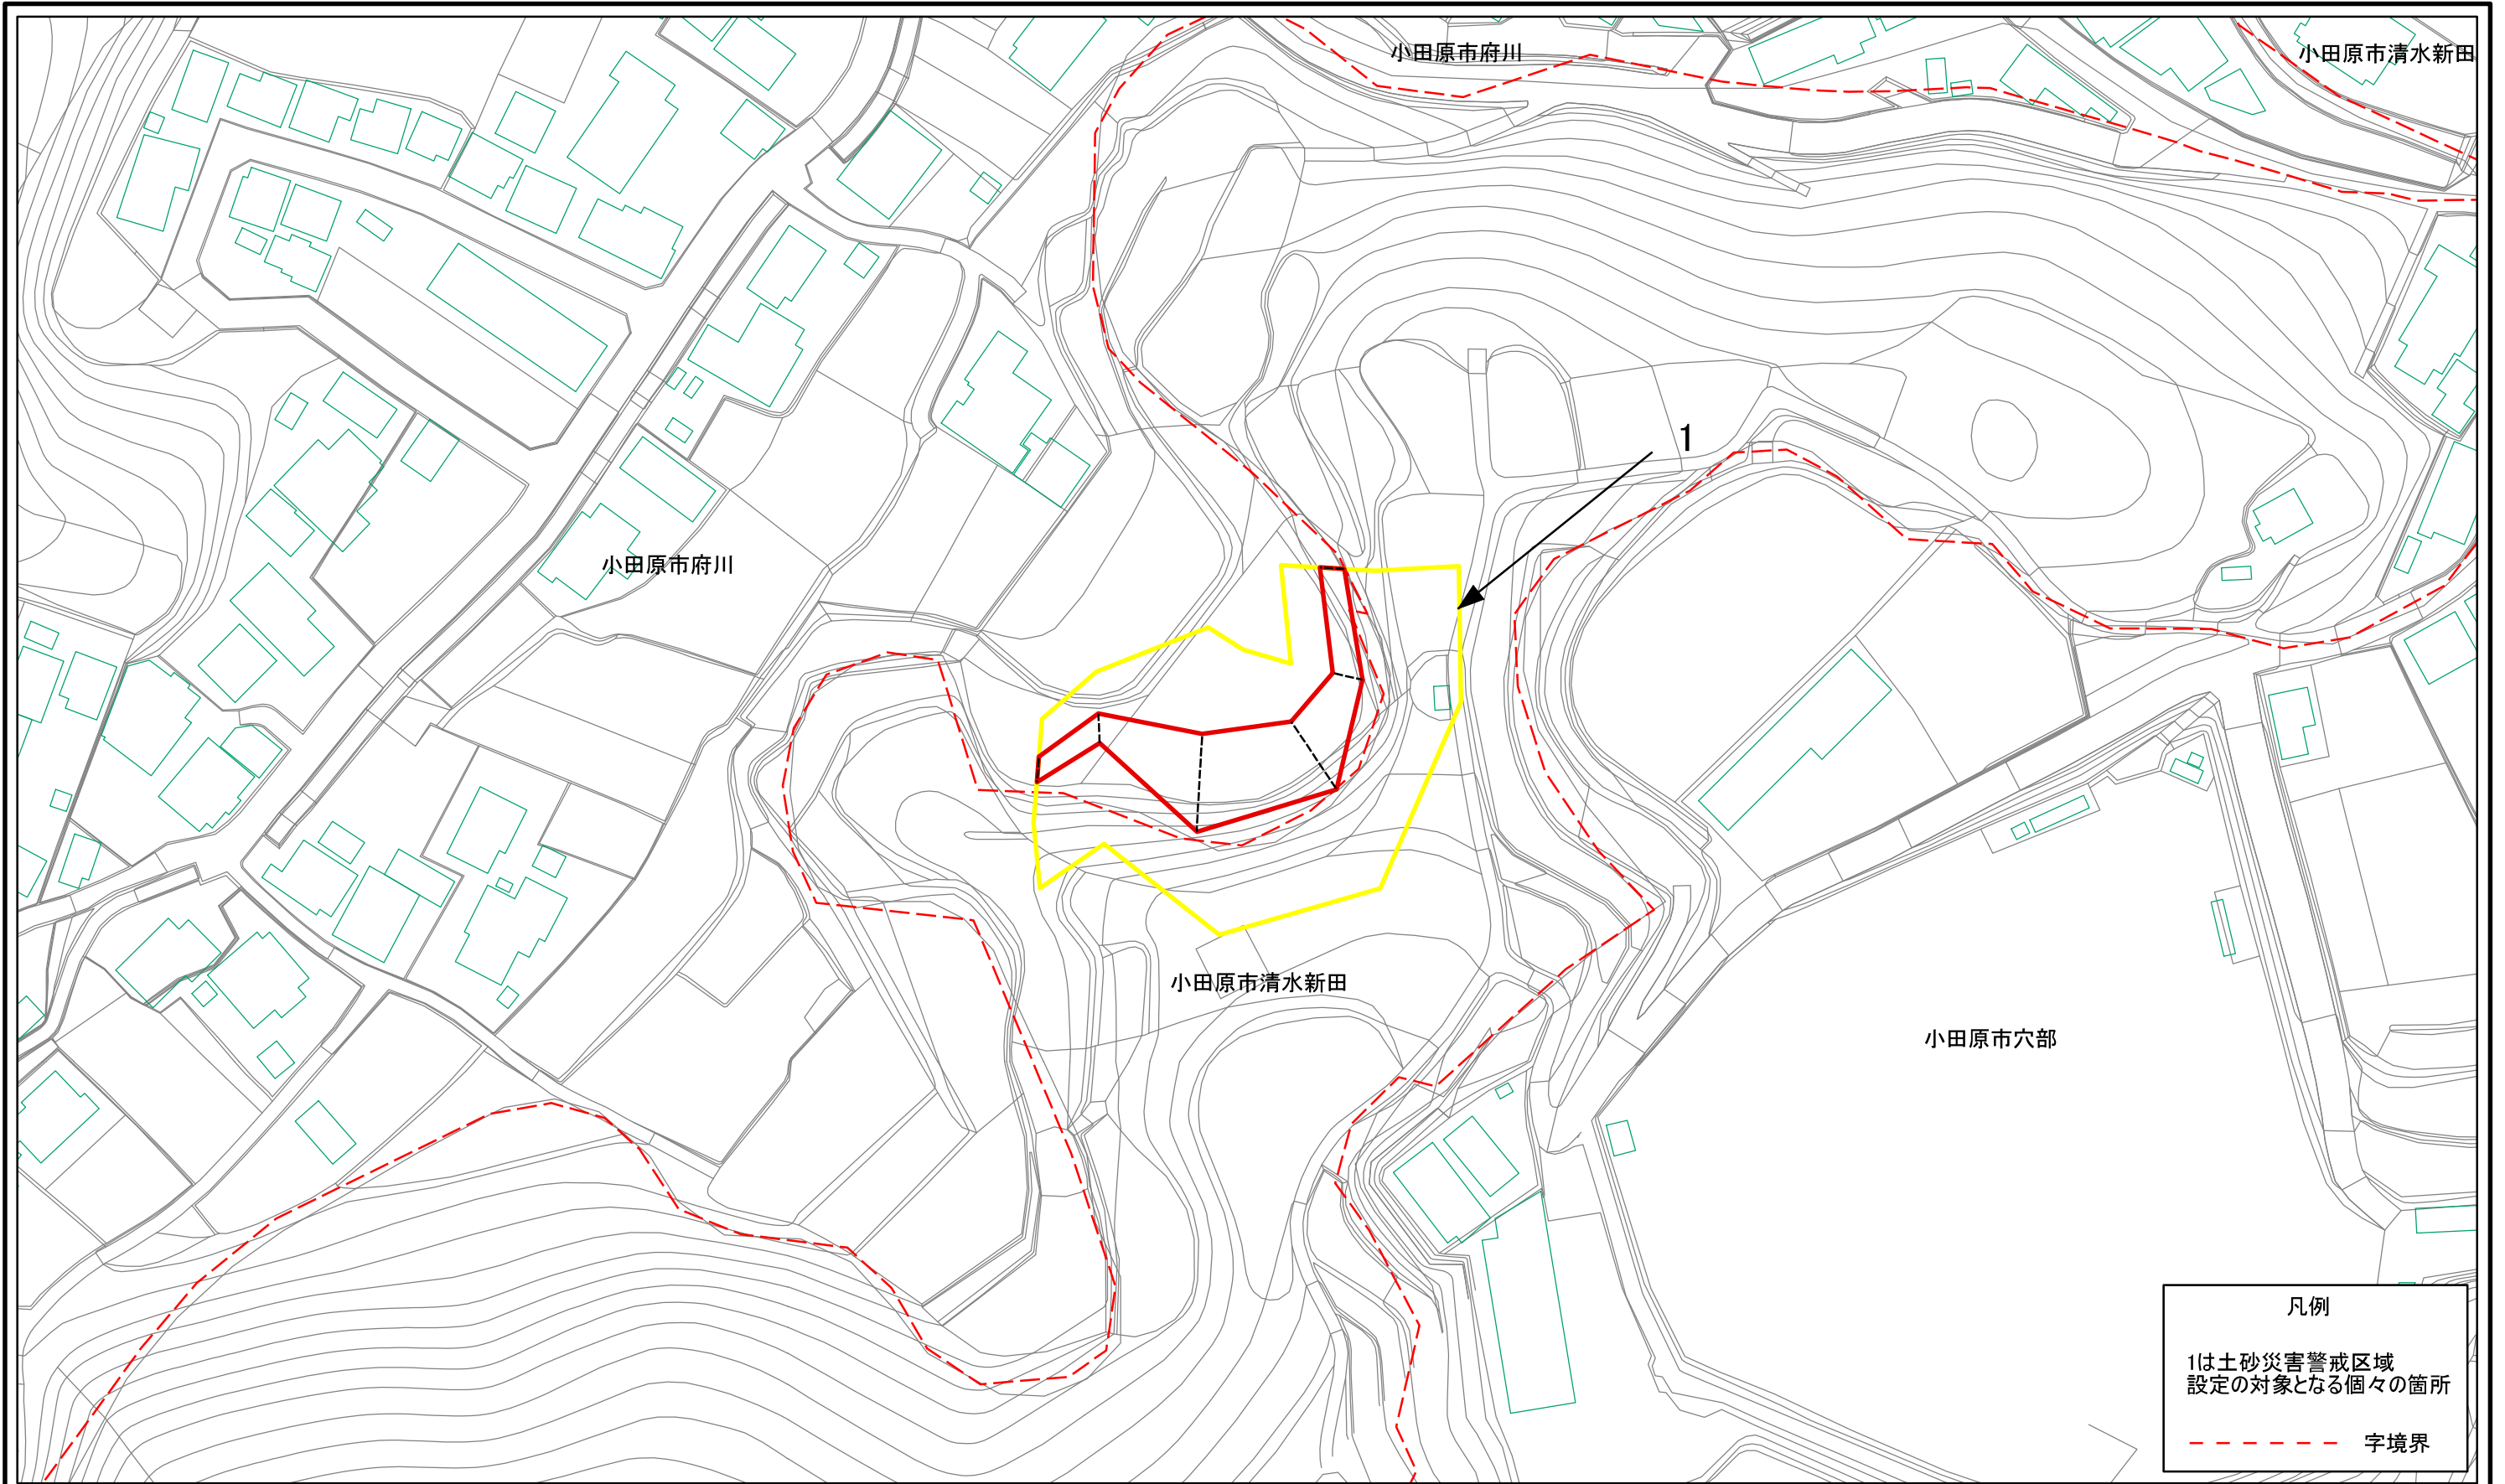 小田原市府川
小田原市清水新田
1
小田原市府川
小田原市清水新田
小田原市穴部
凡例
1は土砂災害警戒区域
設定の対象となる個々の箇所
字境界